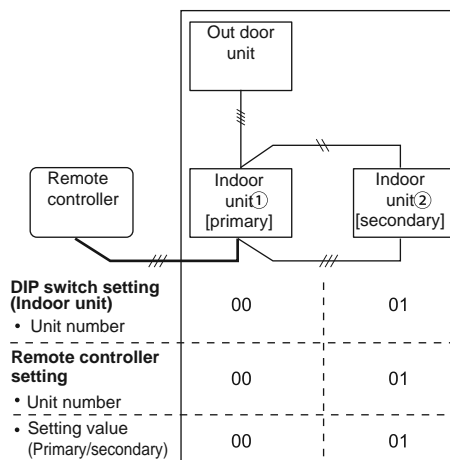 Out door
unit
Remote
controller
Indoor
unit①
[primary]
Indoor
unit②
[secondary]
DIP switch setting
(Indoor unit)
• Unit number
00
01
Remote controller
setting
• Unit number
00
01
• Setting value
(Primary/secondary)
00
01